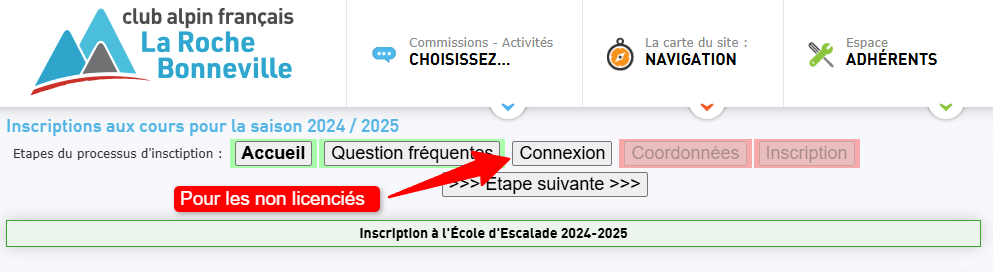 club alpin français
La Roche
Bonneville
Commissions - Activités
CHOISISSEZ...
La carte du site :
NAVIGATION
Espace
ADHÉRENTS
Inscriptions aux cours pour la saison 2024 / 2025
Etapes du processus d'insctiption : Accueil Question fréquentes Connexion Coordonnées Inscription
>>> Etape suivante >>>
Pour les non licenciés
Inscription à l'École d'Escalade 2024-2025